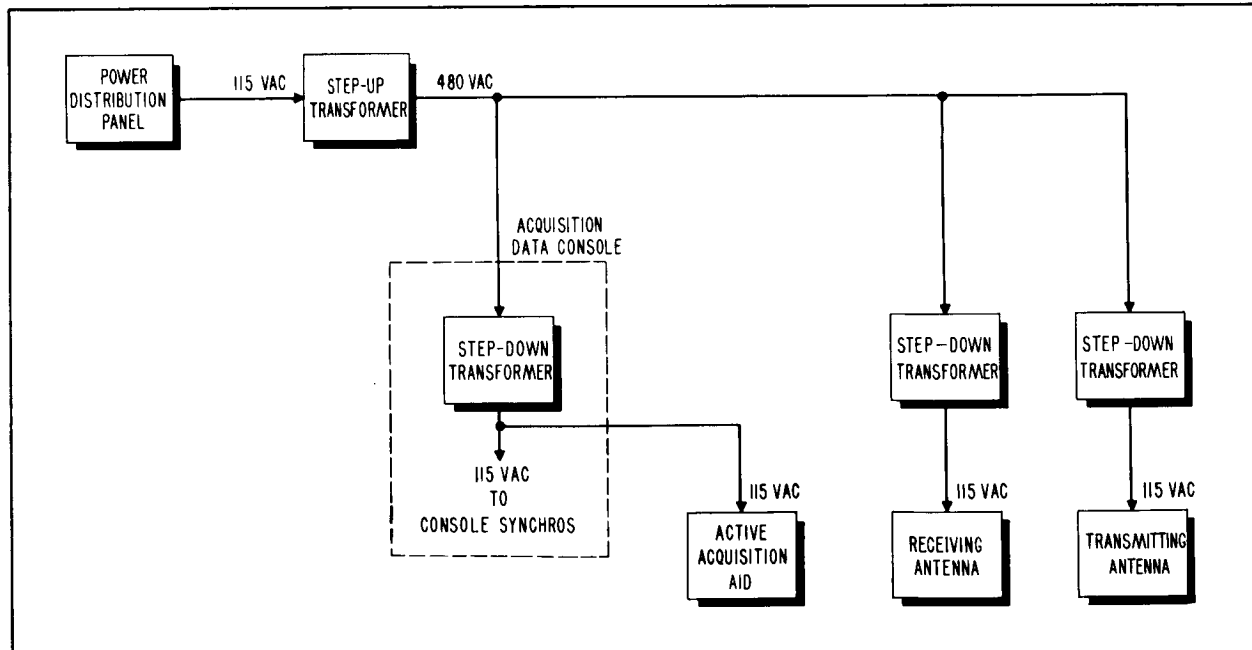 POWER
DISTRIBUTION
PANEL
115 VAC
STEP-UP
TRANSFORMER
480 VAC
ACQUISITION
DATA CONSOLE
STEP-DOWN
TRANSFORMER
115 VAC
TO
CONSOLE SYNCHROS
115 VAC
ACTIVE
ACQUISITION
AID
STEP-DOWN
TRANSFORMER
115 VAC
RECEIVING
ANTENNA
STEP-DOWN
TRANSFORMER
115 VAC
TRANSMITTING
ANTENNA